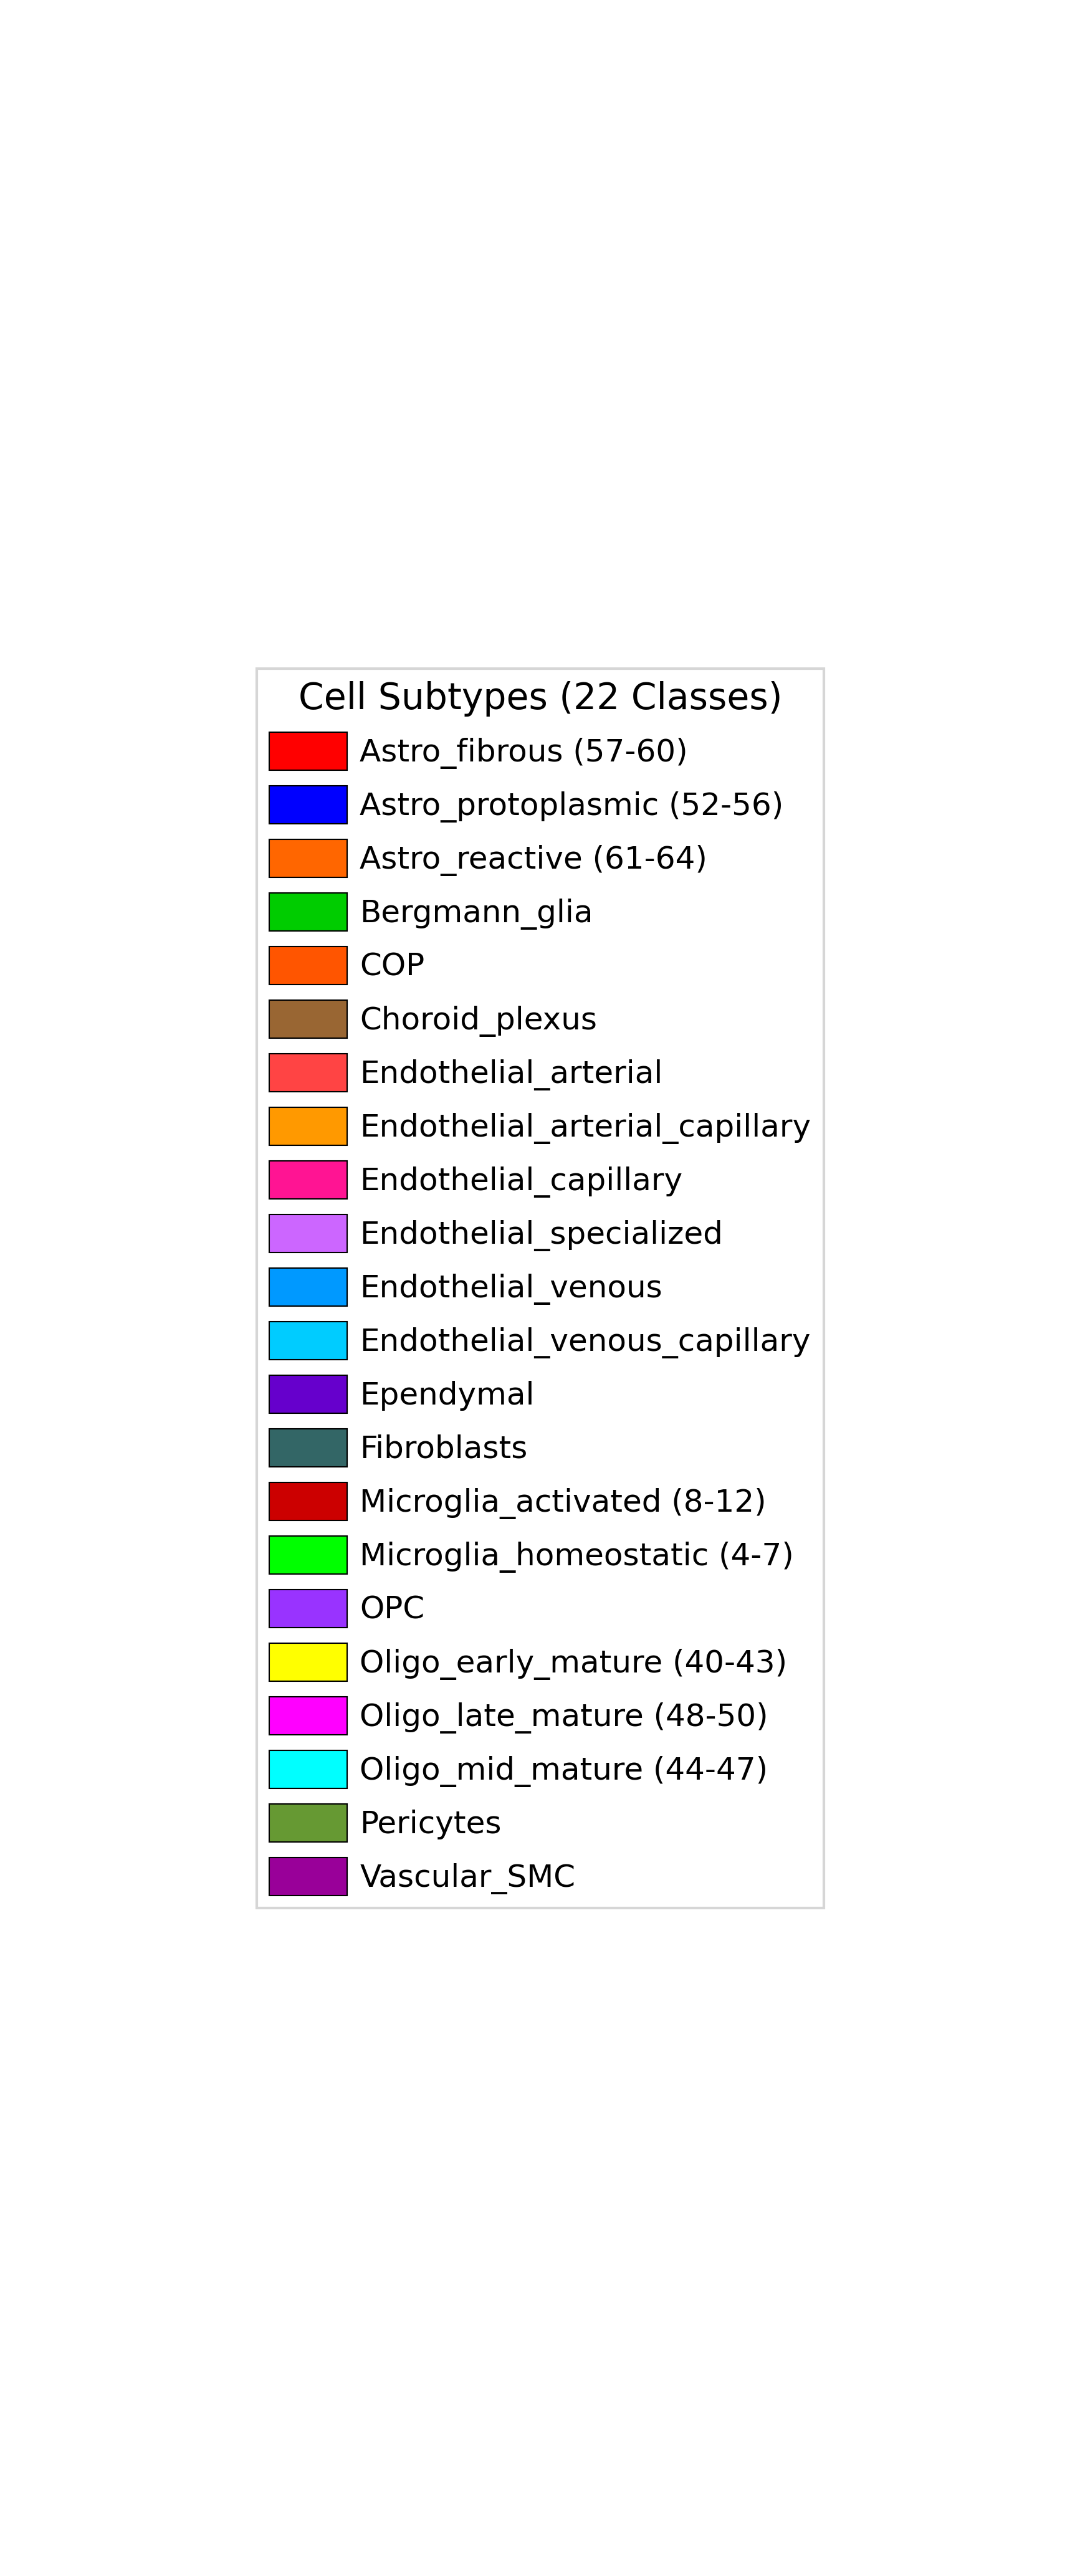 Cell Subtypes (22 Classes)
Astro_fibrous (57-60)
Astro_protoplasmic (52-56)
Astro_reactive (61-64)
Bergmann_glia
COP
Choroid_plexus
Endothelial_arterial
Endothelial_arterial_capillary
Endothelial_capillary
Endothelial_specialized
Endothelial_venous
Endothelial_venous_capillary
Ependymal
Fibroblasts
Microglia_activated (8-12)
Microglia_homeostatic (4-7)
OPC
Oligo_early_mature (40-43)
Oligo_late_mature (48-50)
Oligo_mid_mature (44-47)
Pericytes
Vascular_SMC